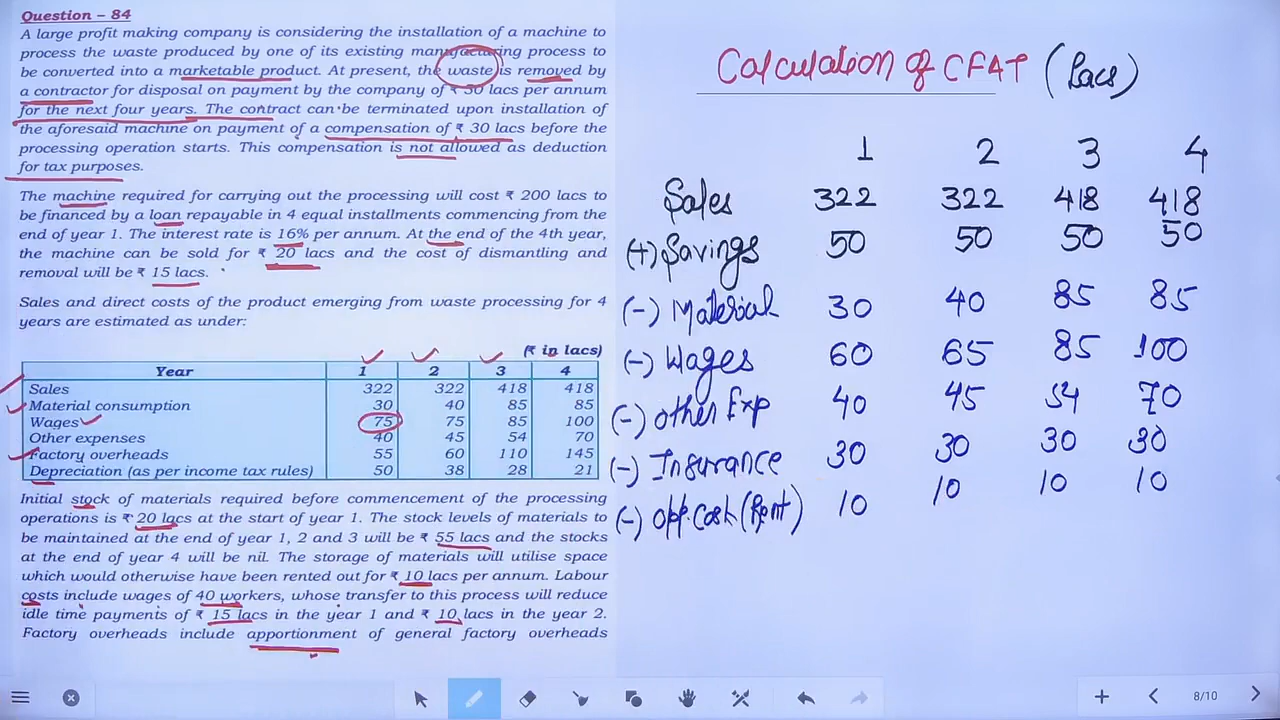 Question – 84
A large profit making company is considering the installation of a machine to
process the waste produced by one of its existing manufacturing process to
be converted into a marketable product. At present, the waste is removed by
a contractor for disposal on payment by the company of ₹ 50 lacs per annum
for the next four years. The contract can be terminated upon installation of
the aforesaid machine on payment of a compensation of ₹ 30 lacs before the
processing operation starts. This compensation is not allowed as deduction
for tax purposes.
The machine required for carrying out the processing will cost ₹ 200 lacs to
be financed by a loan repayable in 4 equal installments commencing from the
end of year 1. The interest rate is 16% per annum. At the end of the 4th year,
the machine can be sold for ₹ 20 lacs and the cost of dismantling and
removal will be ₹ 15 lacs.
Sales and direct costs of the product emerging from waste processing for 4
years are estimated as under:
(₹ in lacs)
Year 1 2 3 4
Sales 322 322 418 418
Material consumption 30 40 85 85
Wages 75 75 85 100
Other expenses 40 45 54 70
Factory overheads 55 60 110 145
Depreciation (as per income tax rules) 50 38 28 21
Initial stock of materials required before commencement of the processing
operations is ₹ 20 lacs at the start of year 1. The stock levels of materials to
be maintained at the end of year 1, 2 and 3 will be ₹ 55 lacs and the stocks
at the end of year 4 will be nil. The storage of materials will utilise space
which would otherwise have been rented out for ₹ 10 lacs per annum. Labour
costs include wages of 40 workers, whose transfer to this process will reduce
idle time payments of ₹ 15 lacs in the year 1 and ₹ 10 lacs in the year 2.
Factory overheads include apportionment of general factory overheads
Calculation of CFAT (Lacs)
1 2 3 4
Sales 322 322 418 418
(+) Savings 50 50 50 50
(-) Material 30 40 85 85
(-) Wages 60 65 85 100
(-) Other Exp 40 45 54 70
(-) Insurance 30 30 30 30
(-) Opp. Cost (Rent) 10 10 10 10
8/10